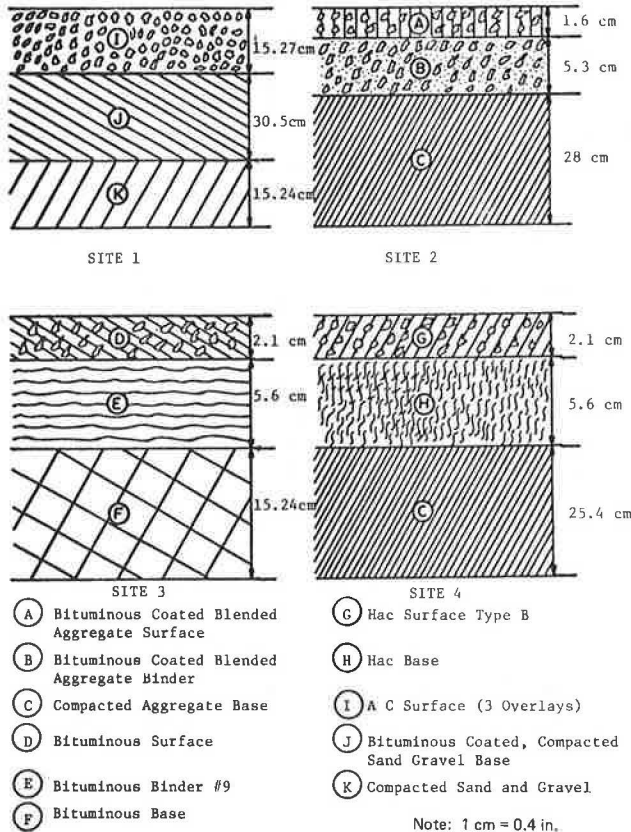 I
15.27cm
J
30.5cm
K
15.24cm
SITE 1
A
1.6 cm
B
5.3 cm
C
28 cm
SITE 2
D
2.1 cm
E
5.6 cm
F
15.24cm
SITE 3
G
2.1 cm
H
5.6 cm
C
25.4 cm
SITE 4
A Bituminous Coated Blended
Aggregate Surface
B Bituminous Coated Blended
Aggregate Binder
C Compacted Aggregate Base
D Bituminous Surface
E Bituminous Binder #9
F Bituminous Base
G Hac Surface Type B
H Hac Base
I A C Surface (3 Overlays)
J Bituminous Coated, Compacted
Sand Gravel Base
K Compacted Sand and Gravel
Note: 1 cm = 0.4 in.